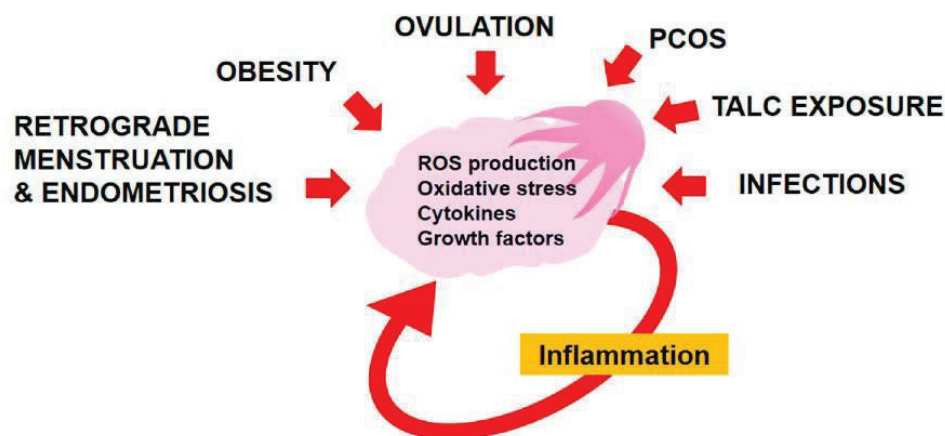 OVULATION
PCOS
OBESITY
TALC EXPOSURE
RETROGRADE
MENSTRUATION
& ENDOMETRIOSIS
INFECTIONS
ROS production
Oxidative stress
Cytokines
Growth factors
Inflammation